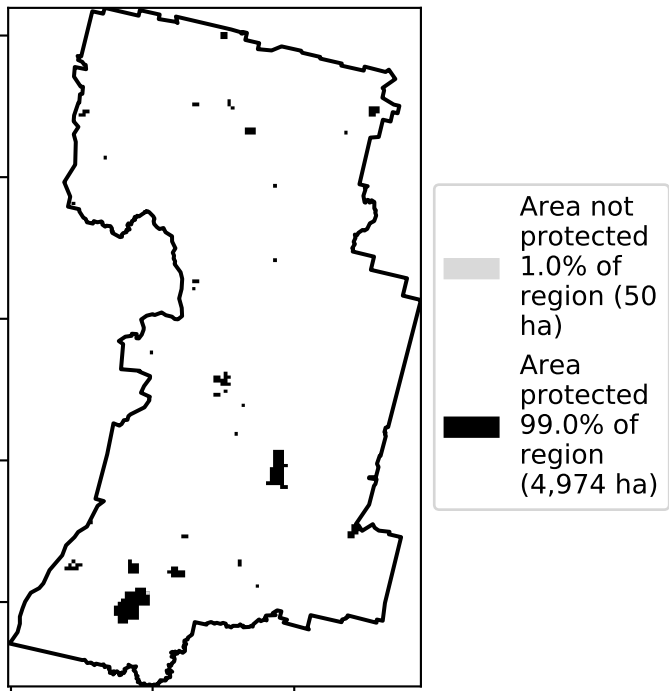 Area not
protected
1.0% of
region (50
ha)
Area
protected
99.0% of
region
(4,974 ha)